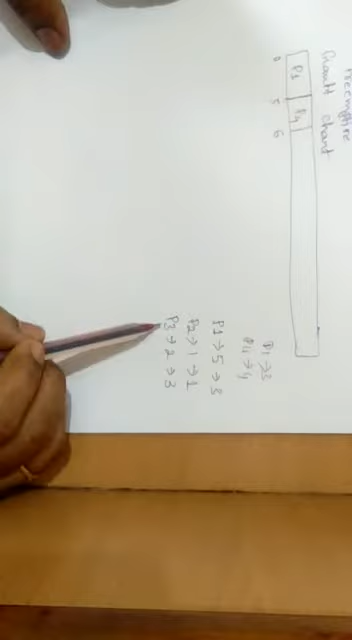 Preemptive
Gantt chart
P1 P4
0 5 6
P1 → 3
P4 → 4
P1 → 5 → 3
P2 → 1 → 1
P3 → 2 → 3